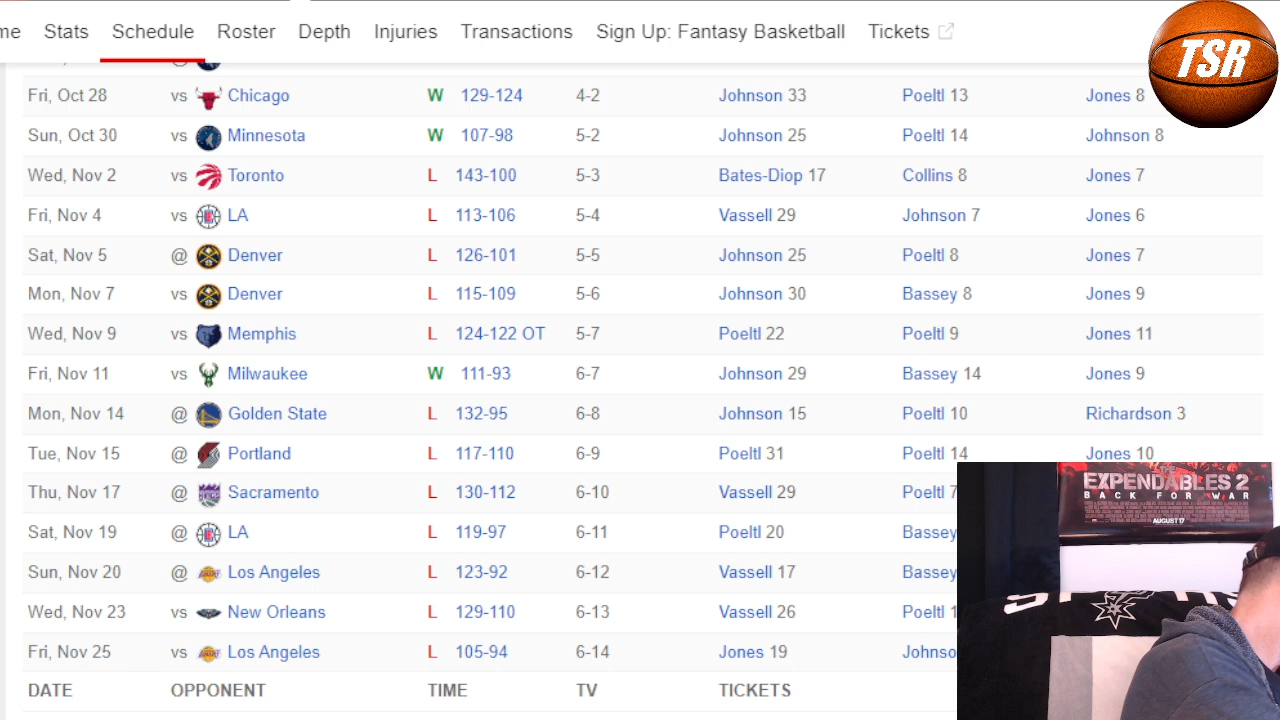 me Stats Schedule Roster Depth Injuries Transactions Sign Up: Fantasy Basketball Tickets
TSR
Fri, Oct 28 vs Chicago W 129-124 4-2 Johnson 33 Poeltl 13 Jones 8
Sun, Oct 30 vs Minnesota W 107-98 5-2 Johnson 25 Poeltl 14 Johnson 8
Wed, Nov 2 vs Toronto L 143-100 5-3 Bates-Diop 17 Collins 8 Jones 7
Fri, Nov 4 vs LA L 113-106 5-4 Vassell 29 Johnson 7 Jones 6
Sat, Nov 5 @ Denver L 126-101 5-5 Johnson 25 Poeltl 8 Jones 7
Mon, Nov 7 vs Denver L 115-109 5-6 Johnson 30 Bassey 8 Jones 9
Wed, Nov 9 vs Memphis L 124-122 OT 5-7 Poeltl 22 Poeltl 9 Jones 11
Fri, Nov 11 vs Milwaukee W 111-93 6-7 Johnson 29 Bassey 14 Jones 9
Mon, Nov 14 @ Golden State L 132-95 6-8 Johnson 15 Poeltl 10 Richardson 3
Tue, Nov 15 @ Portland L 117-110 6-9 Poeltl 31 Poeltl 14 Jones 10
Thu, Nov 17 @ Sacramento L 130-112 6-10 Vassell 29 Poeltl 7
Sat, Nov 19 @ LA L 119-97 6-11 Poeltl 20 Bassey
Sun, Nov 20 @ Los Angeles L 123-92 6-12 Vassell 17 Bassey
Wed, Nov 23 vs New Orleans L 129-110 6-13 Vassell 26 Poeltl 1
Fri, Nov 25 vs Los Angeles L 105-94 6-14 Jones 19 Johnso
DATE OPPONENT TIME TV TICKETS
THE
EXPENDABLES 2
BACK FOR WAR
AUGUST 17